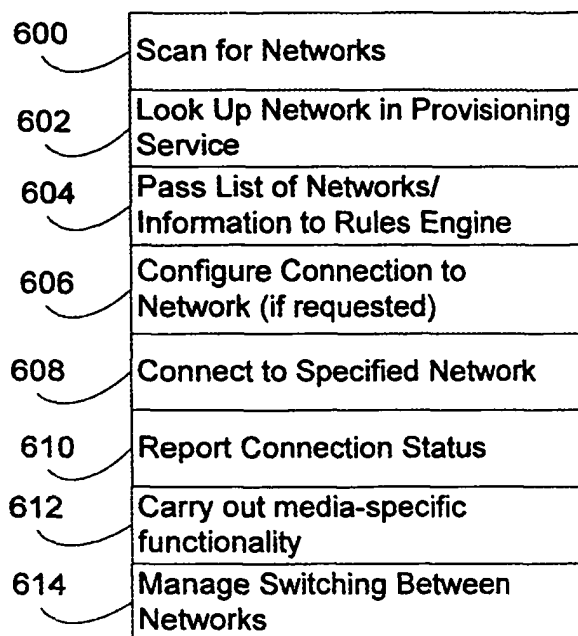 600
Scan for Networks
602
Look Up Network in Provisioning
Service
604
Pass List of Networks/
Information to Rules Engine
606
Configure Connection to
Network (if requested)
608
Connect to Specified Network
610
Report Connection Status
612
Carry out media-specific
functionality
614
Manage Switching Between
Networks